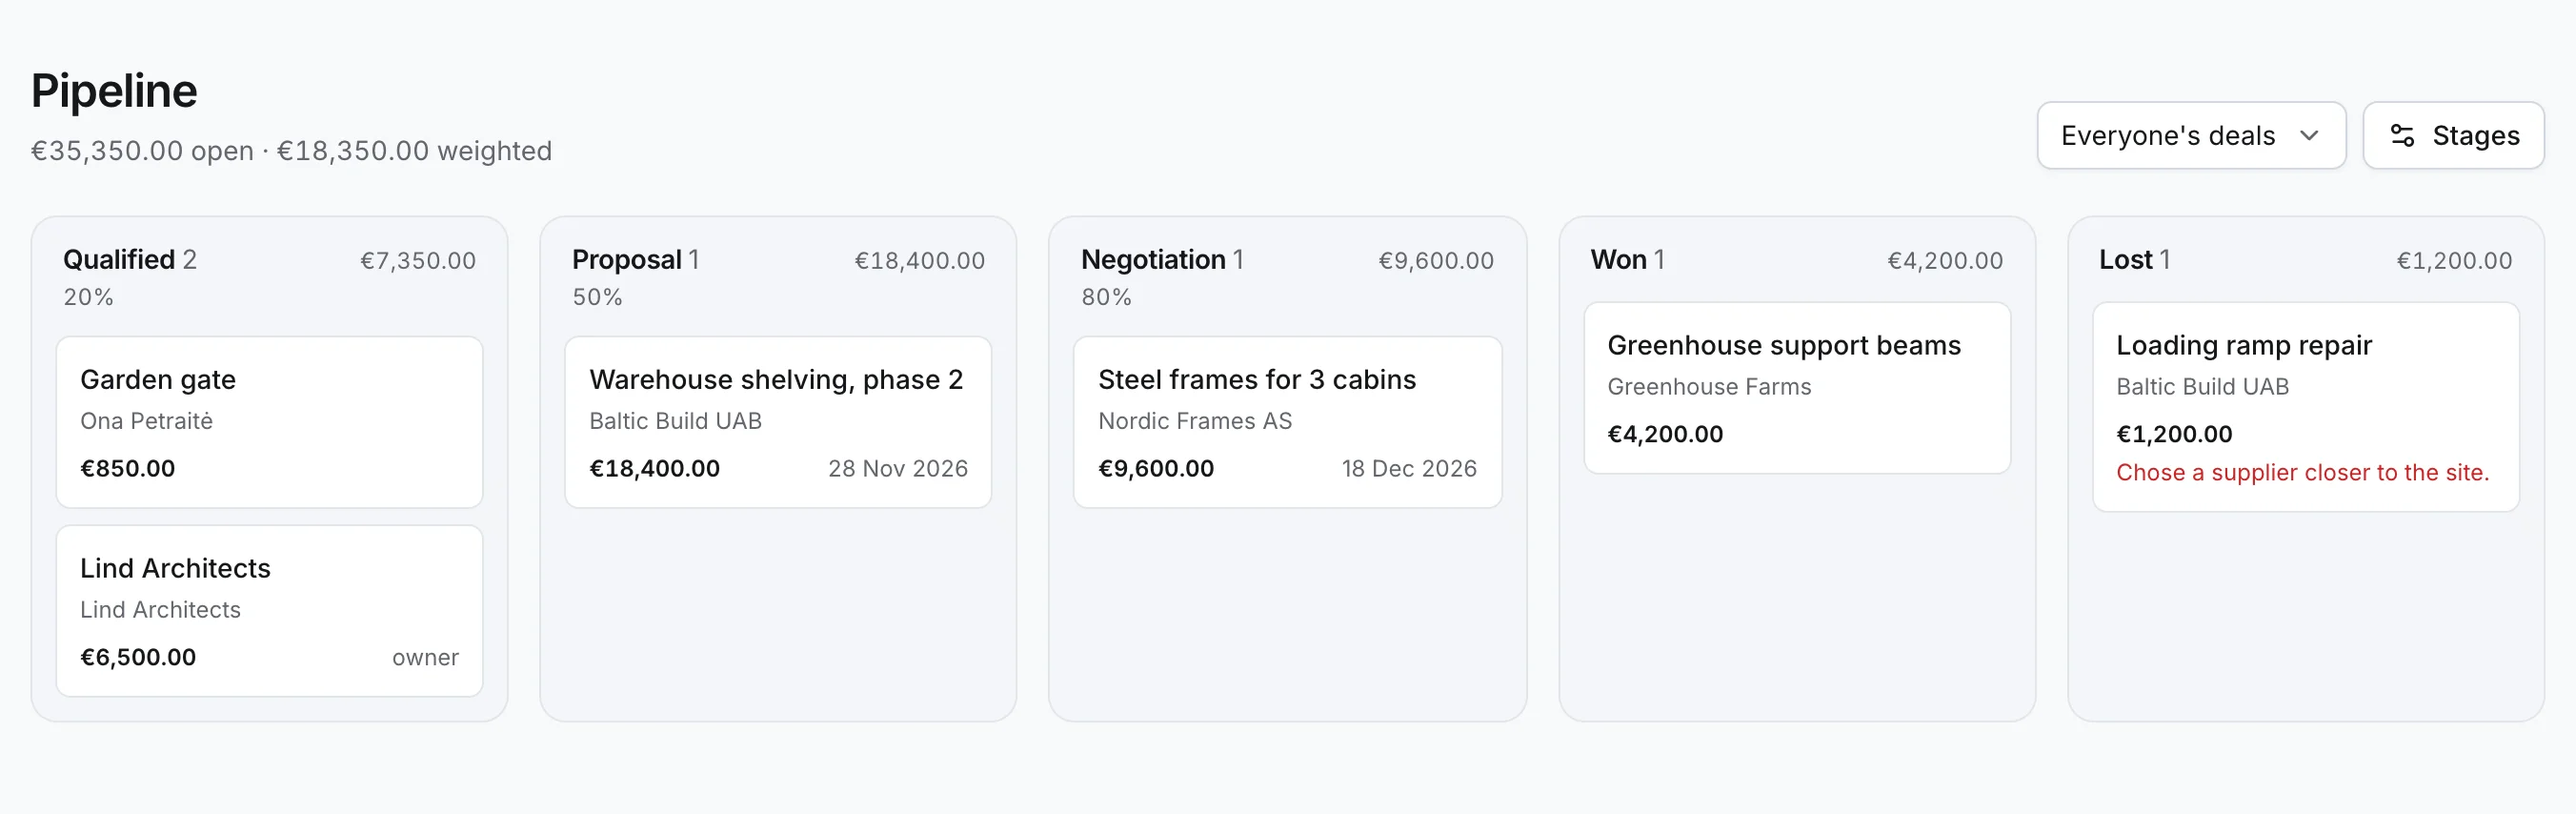 Pipeline
€35,350.00 open · €18,350.00 weighted
Everyone's deals
Stages
Qualified 2 €7,350.00
20%
Garden gate
Ona Petraitė
€850.00
Lind Architects
Lind Architects
€6,500.00 owner
Proposal 1 €18,400.00
50%
Warehouse shelving, phase 2
Baltic Build UAB
€18,400.00 28 Nov 2026
Negotiation 1 €9,600.00
80%
Steel frames for 3 cabins
Nordic Frames AS
€9,600.00 18 Dec 2026
Won 1 €4,200.00
Greenhouse support beams
Greenhouse Farms
€4,200.00
Lost 1 €1,200.00
Loading ramp repair
Baltic Build UAB
€1,200.00
Chose a supplier closer to the site.